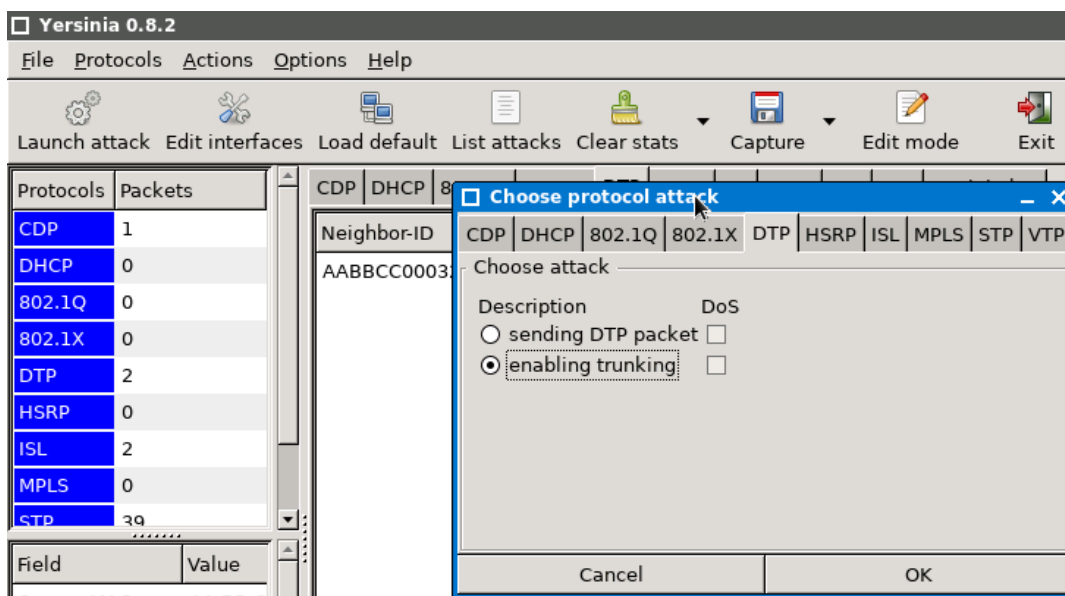 Yersinia 0.8.2
File Protocols Actions Options Help
Launch attack Edit interfaces Load default List attacks Clear stats Capture Edit mode Exit
Protocols Packets
CDP 1
DHCP 0
802.1Q 0
802.1X 0
DTP 2
HSRP 0
ISL 2
MPLS 0
STP 39
Field Value
CDP DHCP
Neighbor-ID
AABBCC0003
Choose protocol attack
CDP DHCP 802.1Q 802.1X DTP HSRP ISL MPLS STP VTP
Choose attack
Description DoS
sending DTP packet
enabling trunking
Cancel OK